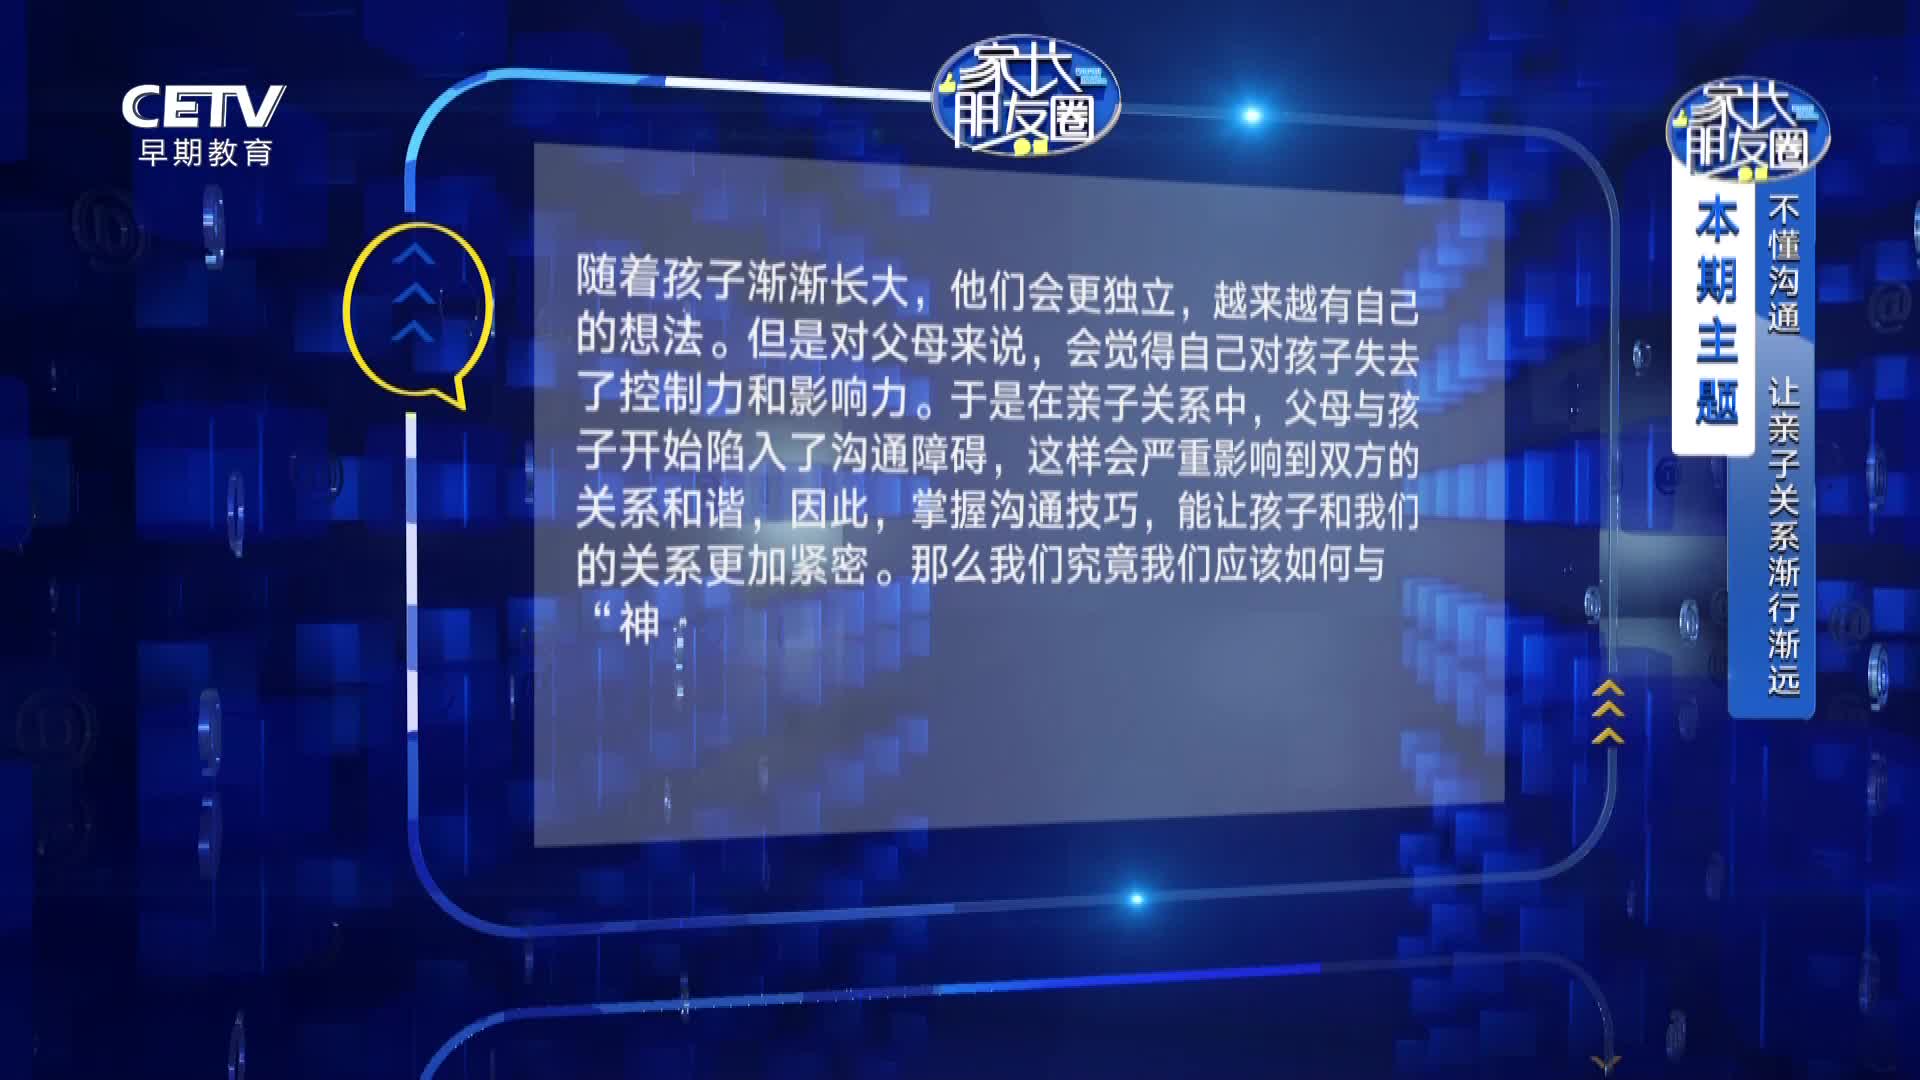 CETV
早期教育
家长
朋友圈
随着孩子渐渐长大，他们会更独立，越来越有自己
的想法。但是对父母来说，会觉得自己对孩子失去
了控制力和影响力。于是在亲子关系中，父母与孩
子开始陷入了沟通障碍，这样会严重影响到双方的
关系和谐，因此，掌握沟通技巧，能让孩子和我们
的关系更加紧密。那么我们究竟我们应该如何与
“神
家长
朋友圈
本期主题
不懂沟通 让亲子关系渐行渐远